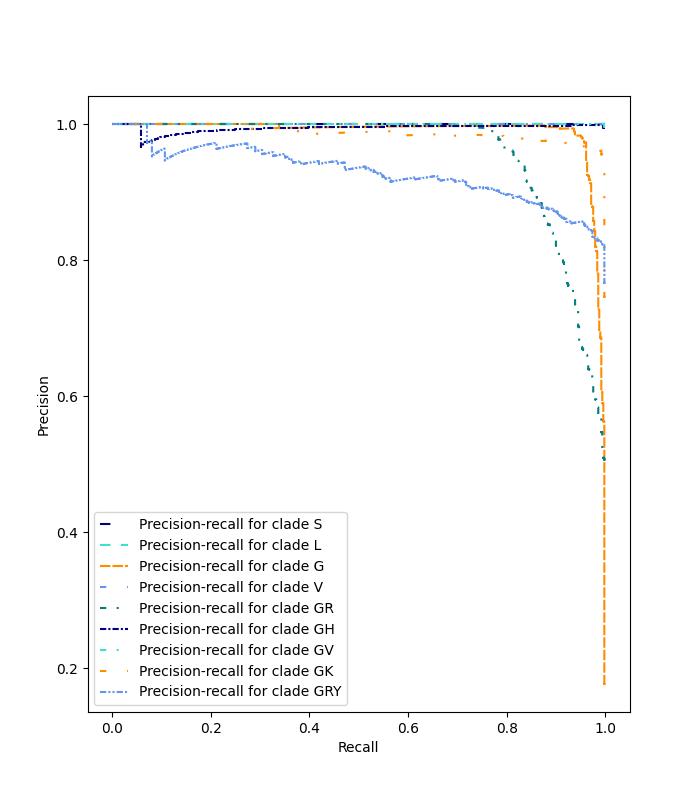 1.0
0.8
0.6
0.4
0.2
Precision
Precision-recall for clade S
Precision-recall for clade L
Precision-recall for clade G
Precision-recall for clade V
Precision-recall for clade GR
Precision-recall for clade GH
Precision-recall for clade GV
Precision-recall for clade GK
Precision-recall for clade GRY
0.0 0.2 0.4 0.6 0.8 1.0
Recall